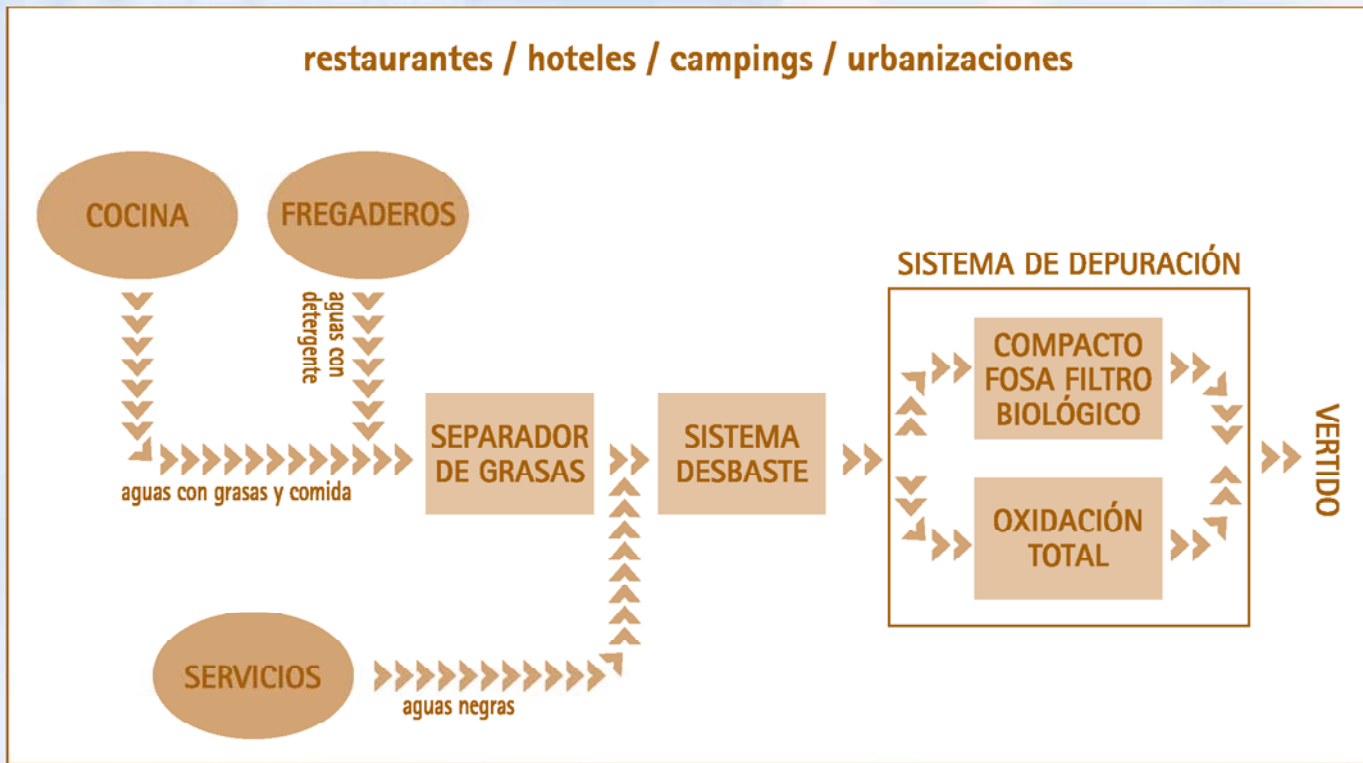 restaurantes / hoteles / campings / urbanizaciones
COCINA
FREGADEROS
aguas con
detergente
aguas con grasas y comida
SEPARADOR
DE GRASAS
SERVICIOS
aguas negras
SISTEMA
DESBASTE
SISTEMA DE DEPURACIÓN
COMPACTO
FOSA FILTRO
BIOLÓGICO
OXIDACIÓN
TOTAL
VERTIDO